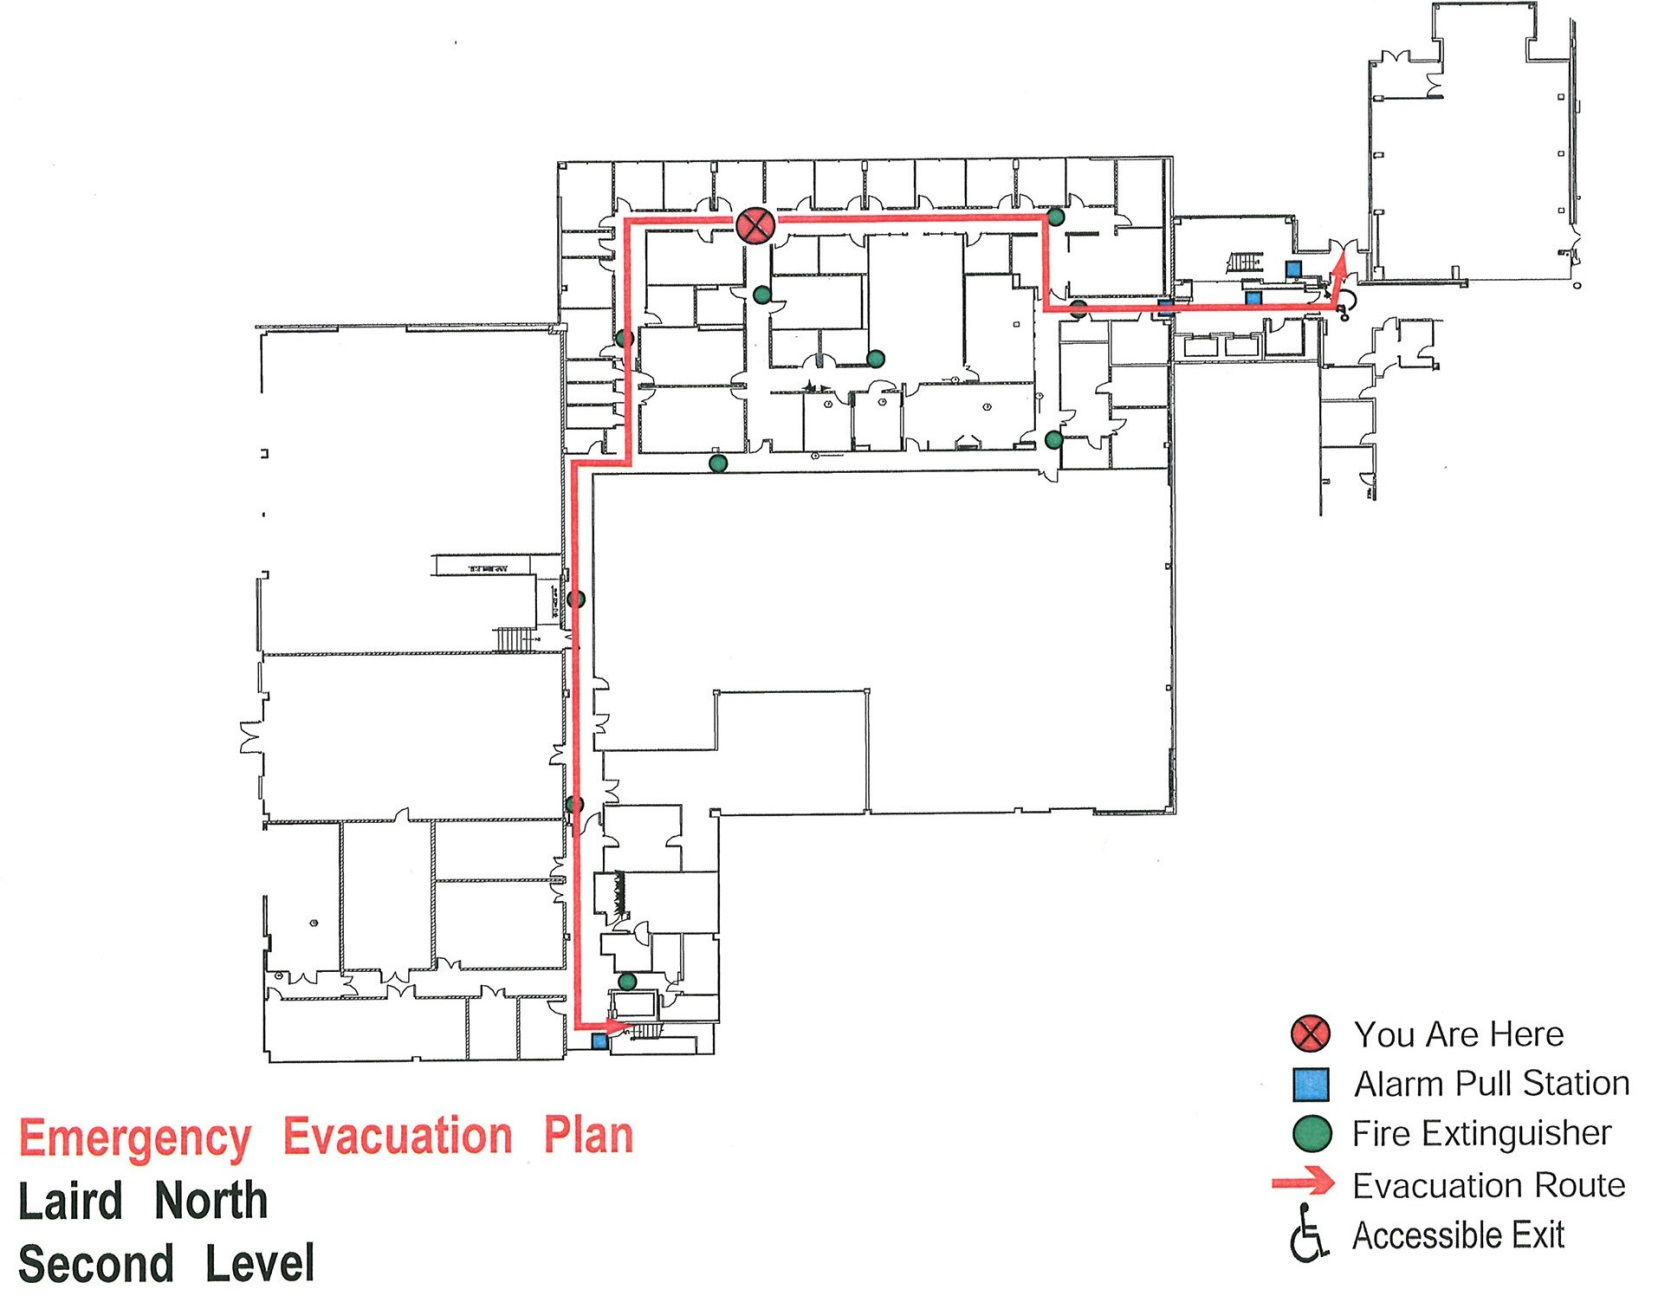 You Are Here
Alarm Pull Station
Fire Extinguisher
Evacuation Route
Accessible Exit
Emergency Evacuation Plan
Laird North
Second Level